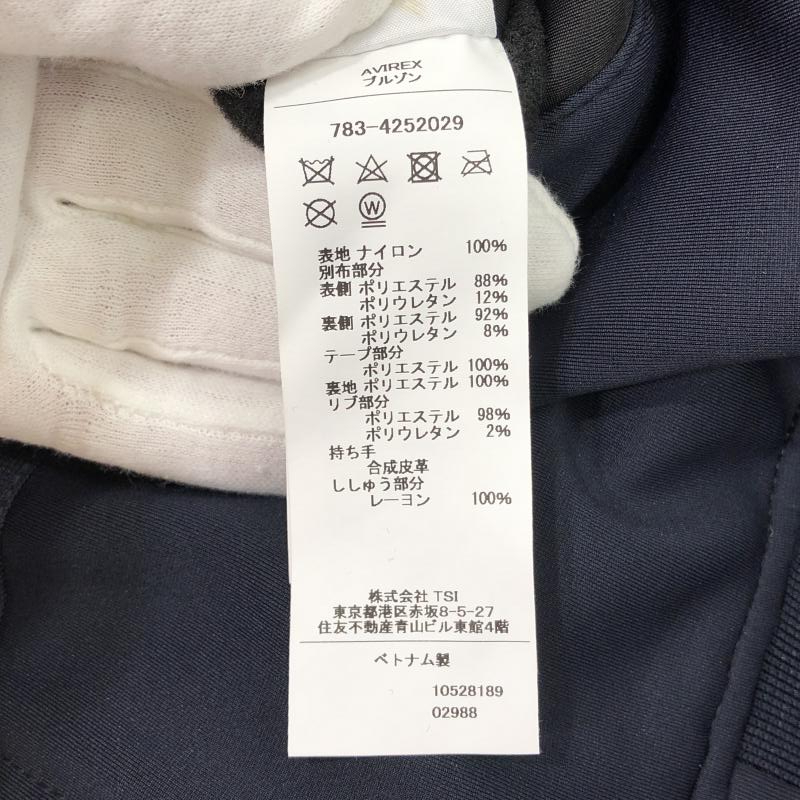 AVIREX
ブルゾン
783-4252029
W
表地 ナイロン 100%
別布部分
表側 ポリエステル 88%
ポリウレタン 12%
裏側 ポリエステル 92%
ポリウレタン 8%
テープ部分
ポリエステル 100%
裏地 ポリエステル 100%
リブ部分
ポリエステル 98%
ポリウレタン 2%
持ち手
合成皮革
ししゅう部分
レーヨン 100%
株式会社 TSI
東京都港区赤坂8-5-27
住友不動産青山ビル東館4階
ベトナム製
10528189
02988